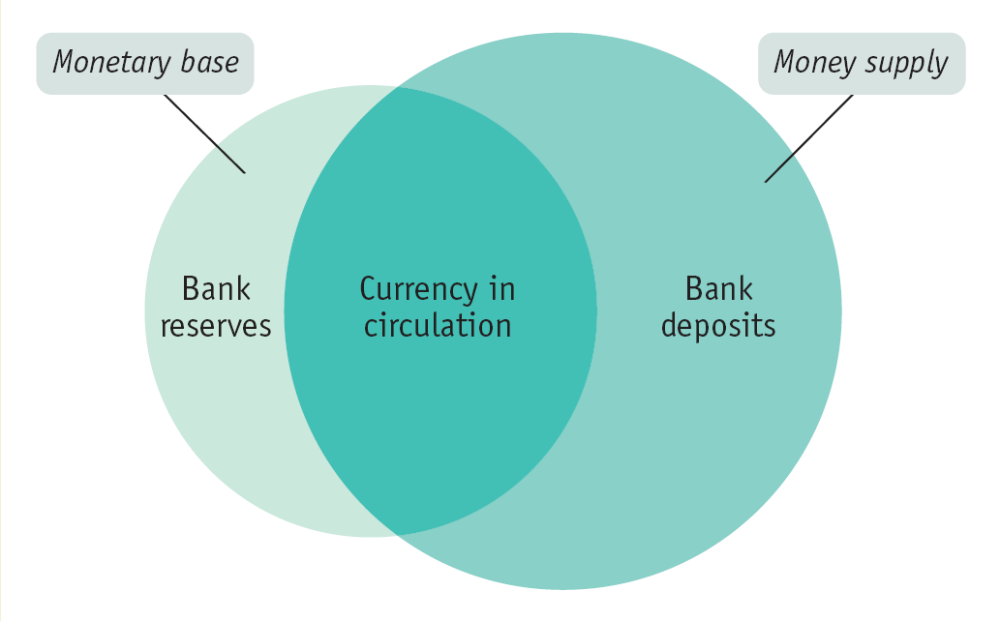 Monetary base
Money supply
Bank
reserves
Currency in
circulation
Bank
deposits